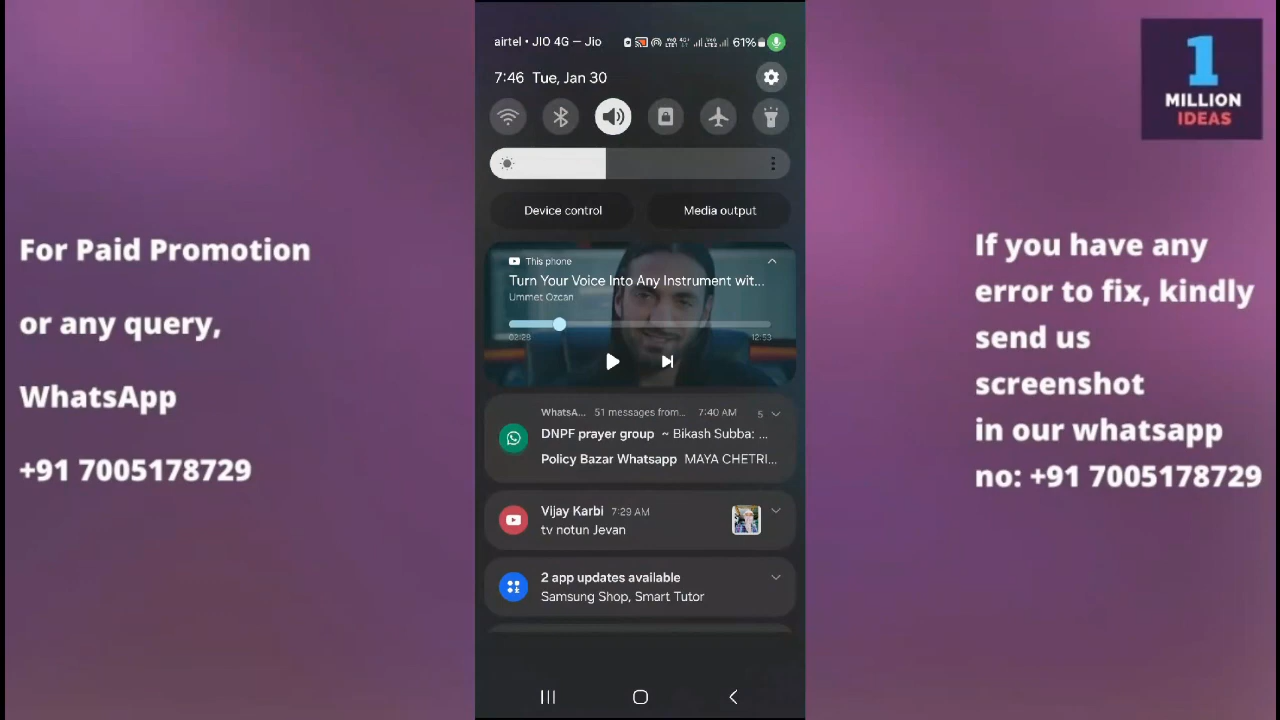 For Paid Promotion
or any query,
WhatsApp
+91 7005178729
airtel • JIO 4G — Jio
61%
7:46 Tue, Jan 30
Device control
Media output
This phone
Turn Your Voice Into Any Instrument wit...
Ummet Ozcan
02:28
12:53
WhatsA... 51 messages from... 7:40 AM 5
DNPF prayer group ~ Bikash Subba: ...
Policy Bazar Whatsapp MAYA CHETRI...
Vijay Karbi 7:29 AM
tv notun Jevan
2 app updates available
Samsung Shop, Smart Tutor
1
MILLION
IDEAS
If you have any
error to fix, kindly
send us
screenshot
in our whatsapp
no: +91 7005178729